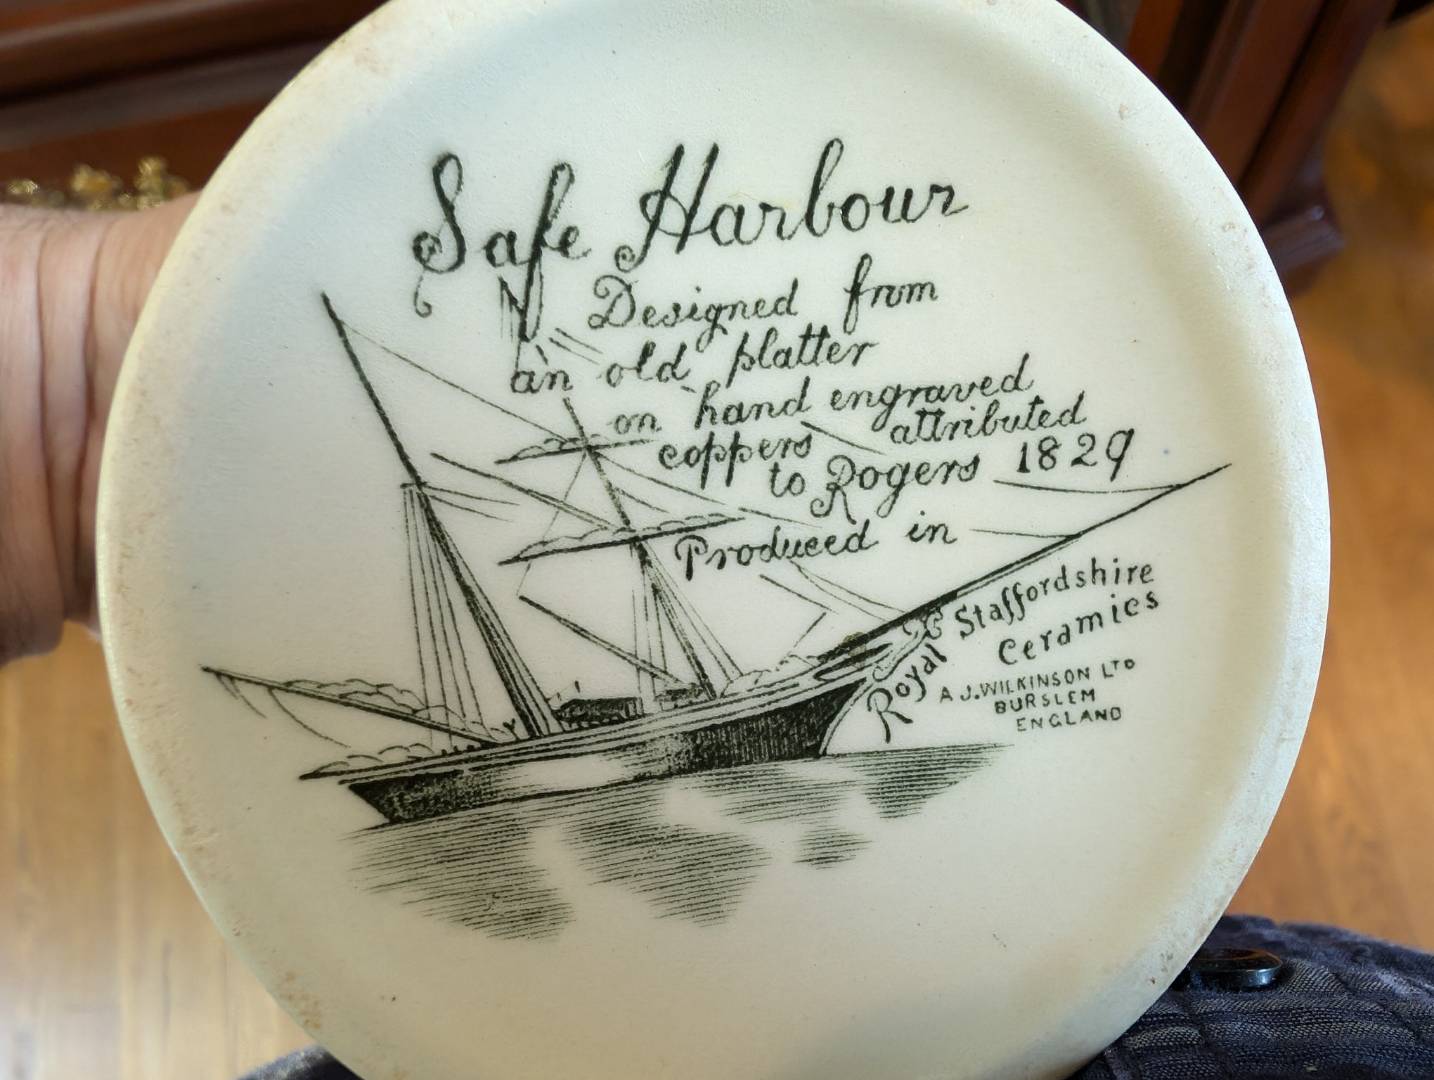 Safe Harbour
Designed from
an old platter
on hand engraved
coppers attributed
to Rogers 1829
Produced in
Royal Staffordshire
Ceramics
A.J.WILKINSON LTD
BURSLEM
ENGLAND